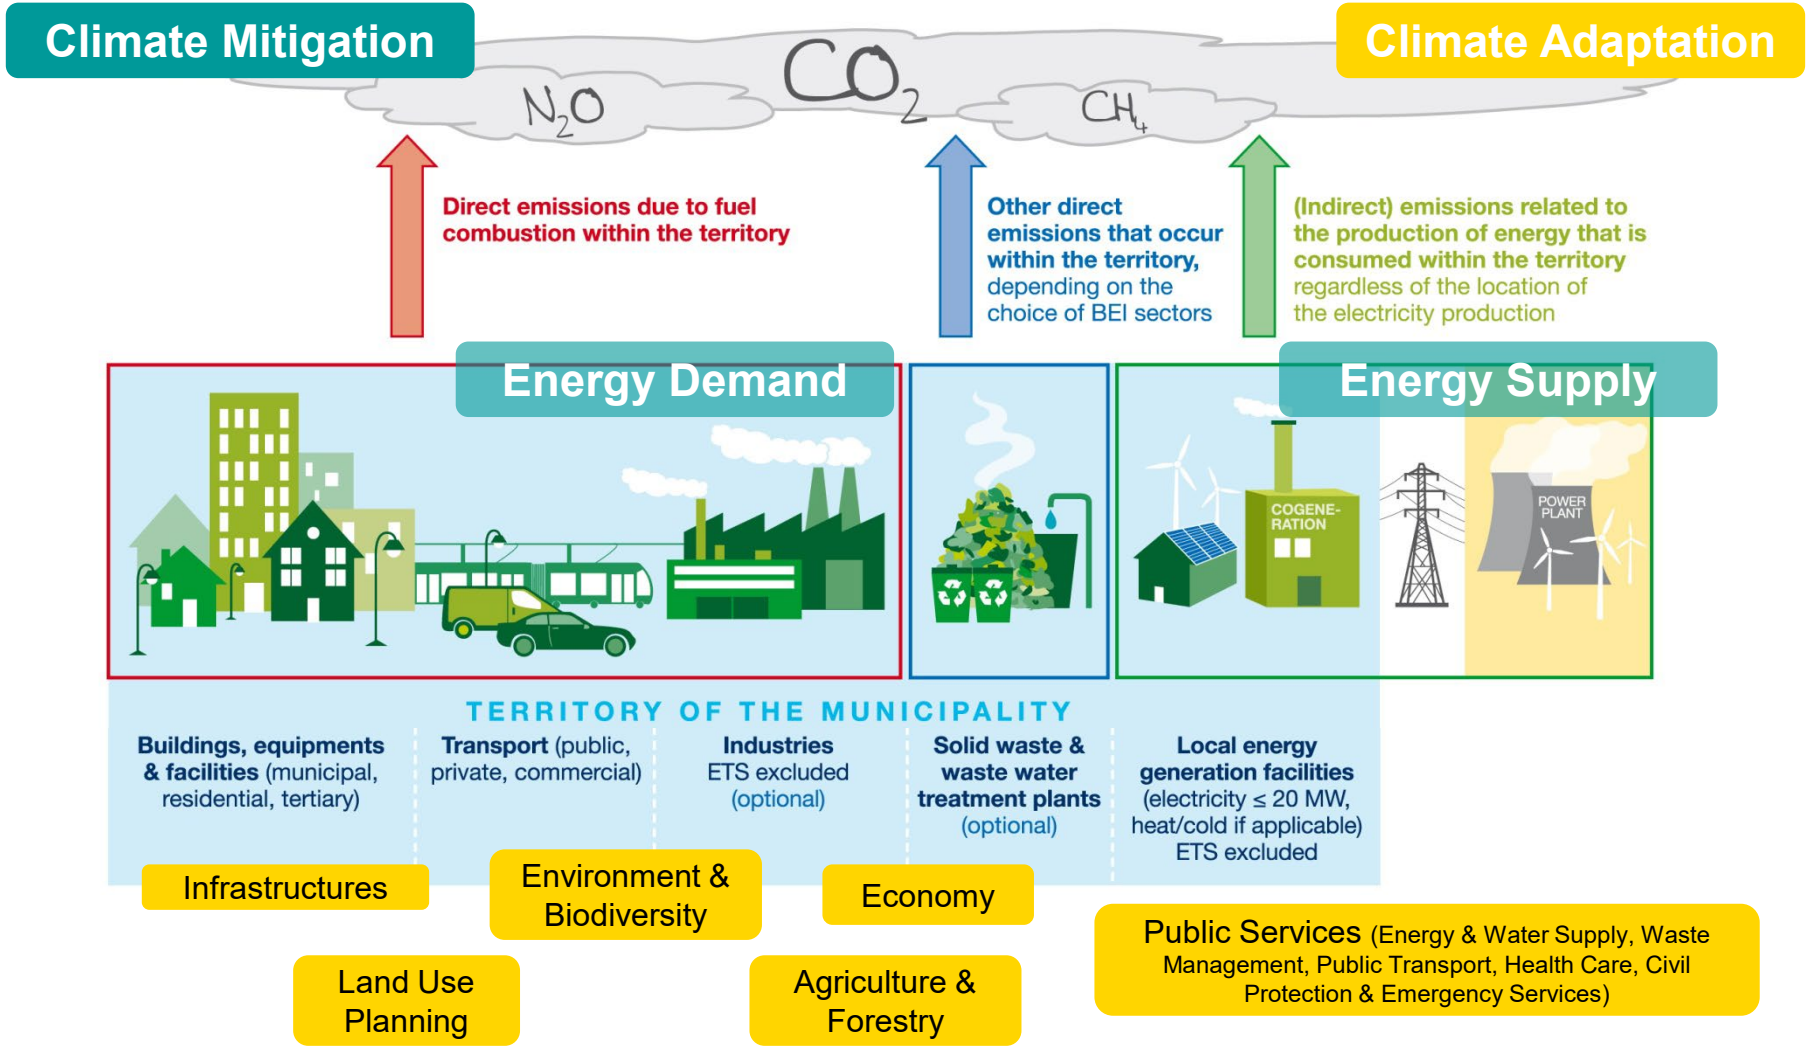 Climate Mitigation
Climate Adaptation
CO2
N2O
CH4
Direct emissions due to fuel
combustion within the territory
Other direct
emissions that occur
within the territory,
depending on the
choice of BEI sectors
(Indirect) emissions related to
the production of energy that is
consumed within the territory
regardless of the location of
the electricity production
Energy Demand
Energy Supply
COGENE-
RATION
POWER
PLANT
TERRITORY OF THE MUNICIPALITY
Buildings, equipments
& facilities (municipal,
residential, tertiary)
Transport (public,
private, commercial)
Industries
ETS excluded
(optional)
Solid waste &
waste water
treatment plants
(optional)
Local energy
generation facilities
(electricity ≤ 20 MW,
heat/cold if applicable)
ETS excluded
Infrastructures
Environment &
Biodiversity
Economy
Public Services (Energy & Water Supply, Waste
Management, Public Transport, Health Care, Civil
Protection & Emergency Services)
Land Use
Planning
Agriculture &
Forestry